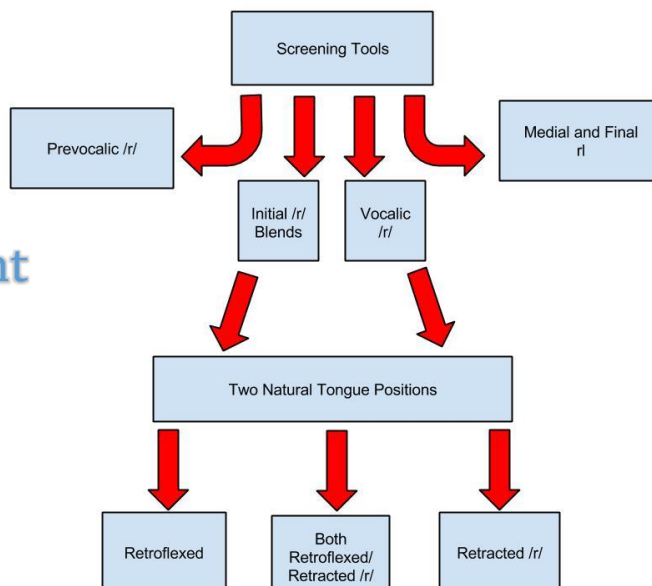 Screening Tools
Prevocalic /r/
Medial and Final
rl
Initial /r/
Blends
Vocalic
/r/
Two Natural Tongue Positions
Retroflexed
Both
Retroflexed/
Retracted /r/
Retracted /r/